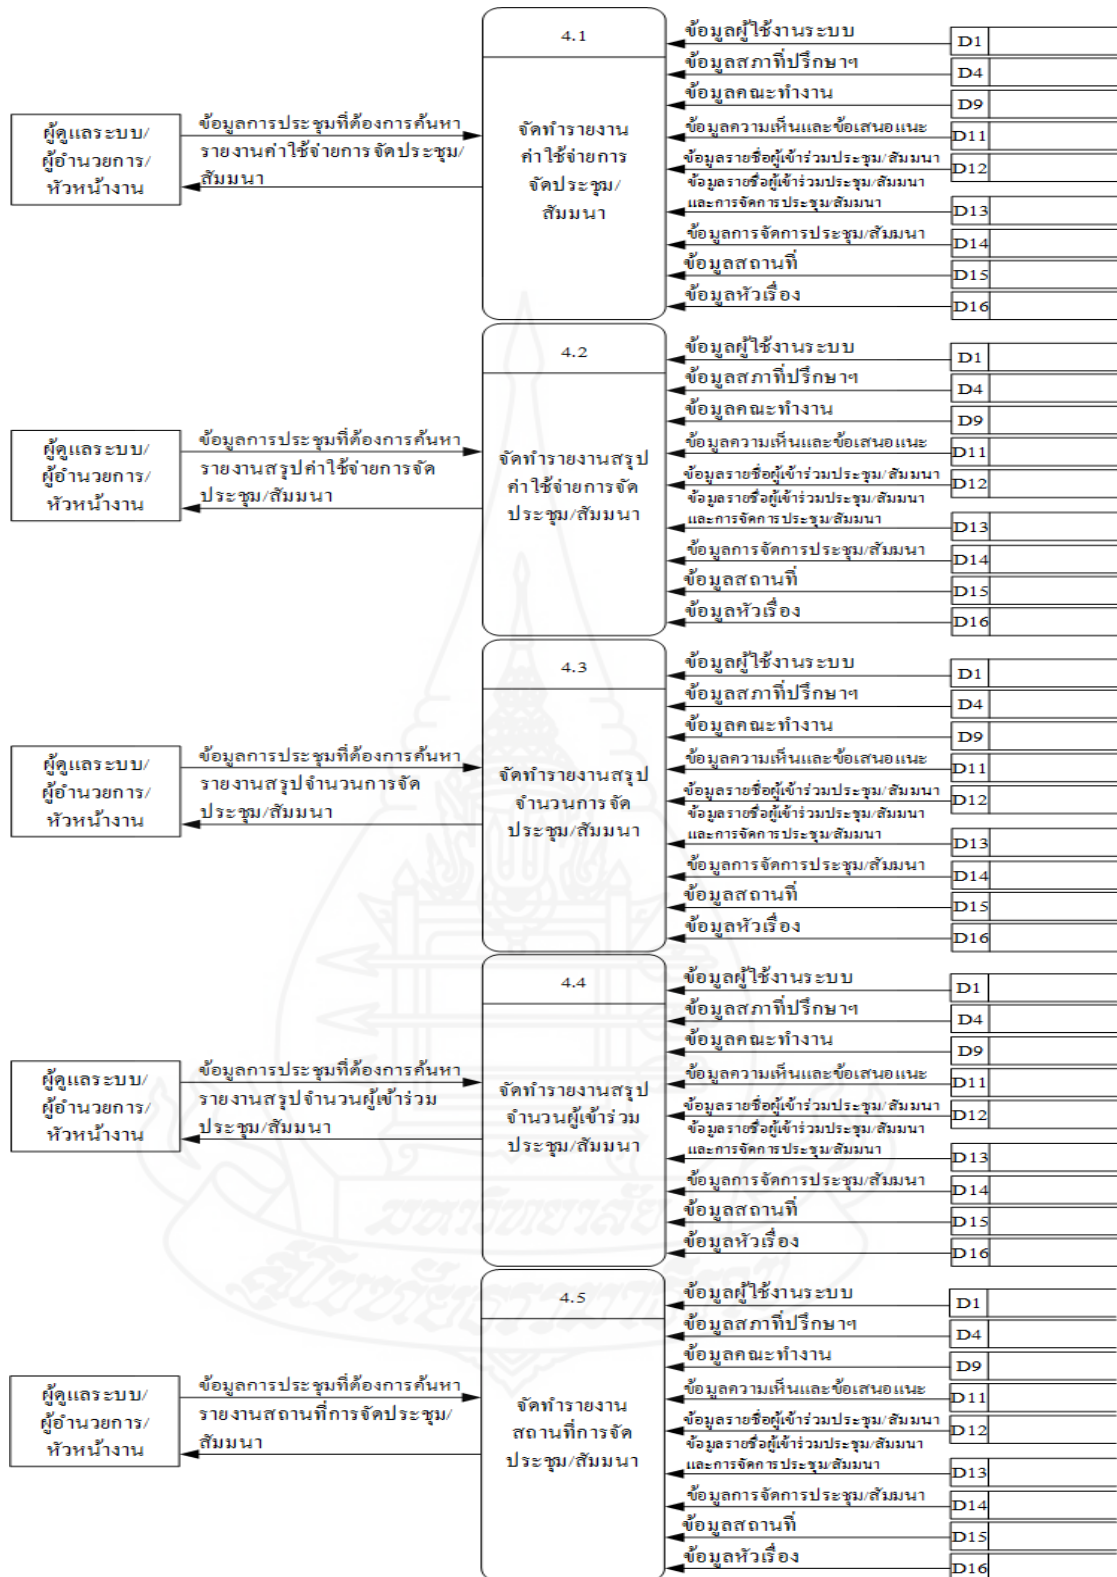 4.1
ข้อมูลผู้ใช้งานระบบ
D1
ข้อมูลสภาที่ปรึกษาฯ
D4
ข้อมูลคณะทำงาน
D9
ผู้ดูแลระบบ/
ผู้อำนวยการ/
หัวหน้างาน
ข้อมูลการประชุมที่ต้องการค้นหา
รายงานค่าใช้จ่ายการจัดประชุม/
สัมมนา
จัดทำรายงาน
ค่าใช้จ่ายการ
จัดประชุม/
สัมมนา
ข้อมูลความเห็นและข้อเสนอแนะ
D11
ข้อมูลรายชื่อผู้เข้าร่วมประชุม/สัมมนา
D12
ข้อมูลรายชื่อผู้เข้าร่วมประชุม/สัมมนา
และการจัดการประชุม/สัมมนา
D13
ข้อมูลการจัดการประชุม/สัมมนา
D14
ข้อมูลสถานที่
D15
ข้อมูลหัวเรื่อง
D16
4.2
ข้อมูลผู้ใช้งานระบบ
D1
ข้อมูลสภาที่ปรึกษาฯ
D4
ข้อมูลคณะทำงาน
D9
ผู้ดูแลระบบ/
ผู้อำนวยการ/
หัวหน้างาน
ข้อมูลการประชุมที่ต้องการค้นหา
รายงานสรุปค่าใช้จ่ายการจัด
ประชุม/สัมมนา
จัดทำรายงานสรุป
ค่าใช้จ่ายการจัด
ประชุม/สัมมนา
ข้อมูลความเห็นและข้อเสนอแนะ
D11
ข้อมูลรายชื่อผู้เข้าร่วมประชุม/สัมมนา
D12
ข้อมูลรายชื่อผู้เข้าร่วมประชุม/สัมมนา
และการจัดการประชุม/สัมมนา
D13
ข้อมูลการจัดการประชุม/สัมมนา
D14
ข้อมูลสถานที่
D15
ข้อมูลหัวเรื่อง
D16
4.3
ข้อมูลผู้ใช้งานระบบ
D1
ข้อมูลสภาที่ปรึกษาฯ
D4
ข้อมูลคณะทำงาน
D9
ผู้ดูแลระบบ/
ผู้อำนวยการ/
หัวหน้างาน
ข้อมูลการประชุมที่ต้องการค้นหา
รายงานสรุปจำนวนการจัด
ประชุม/สัมมนา
จัดทำรายงานสรุป
จำนวนการจัด
ประชุม/สัมมนา
ข้อมูลความเห็นและข้อเสนอแนะ
D11
ข้อมูลรายชื่อผู้เข้าร่วมประชุม/สัมมนา
D12
ข้อมูลรายชื่อผู้เข้าร่วมประชุม/สัมมนา
และการจัดการประชุม/สัมมนา
D13
ข้อมูลการจัดการประชุม/สัมมนา
D14
ข้อมูลสถานที่
D15
ข้อมูลหัวเรื่อง
D16
4.4
ข้อมูลผู้ใช้งานระบบ
D1
ข้อมูลสภาที่ปรึกษาฯ
D4
ข้อมูลคณะทำงาน
D9
ผู้ดูแลระบบ/
ผู้อำนวยการ/
หัวหน้างาน
ข้อมูลการประชุมที่ต้องการค้นหา
รายงานสรุปจำนวนผู้เข้าร่วม
ประชุม/สัมมนา
จัดทำรายงานสรุป
จำนวนผู้เข้าร่วม
ประชุม/สัมมนา
ข้อมูลความเห็นและข้อเสนอแนะ
D11
ข้อมูลรายชื่อผู้เข้าร่วมประชุม/สัมมนา
D12
ข้อมูลรายชื่อผู้เข้าร่วมประชุม/สัมมนา
และการจัดการประชุม/สัมมนา
D13
ข้อมูลการจัดการประชุม/สัมมนา
D14
ข้อมูลสถานที่
D15
ข้อมูลหัวเรื่อง
D16
มหาวิทยาลัย
สุโขทัยธรรมาธิราช
4.5
ข้อมูลผู้ใช้งานระบบ
D1
ข้อมูลสภาที่ปรึกษาฯ
D4
ข้อมูลคณะทำงาน
D9
ผู้ดูแลระบบ/
ผู้อำนวยการ/
หัวหน้างาน
ข้อมูลการประชุมที่ต้องการค้นหา
รายงานสถานที่การจัดประชุม/
สัมมนา
จัดทำรายงาน
สถานที่การจัด
ประชุม/สัมมนา
ข้อมูลความเห็นและข้อเสนอแนะ
D11
ข้อมูลรายชื่อผู้เข้าร่วมประชุม/สัมมนา
D12
ข้อมูลรายชื่อผู้เข้าร่วมประชุม/สัมมนา
และการจัดการประชุม/สัมมนา
D13
ข้อมูลการจัดการประชุม/สัมมนา
D14
ข้อมูลสถานที่
D15
ข้อมูลหัวเรื่อง
D16